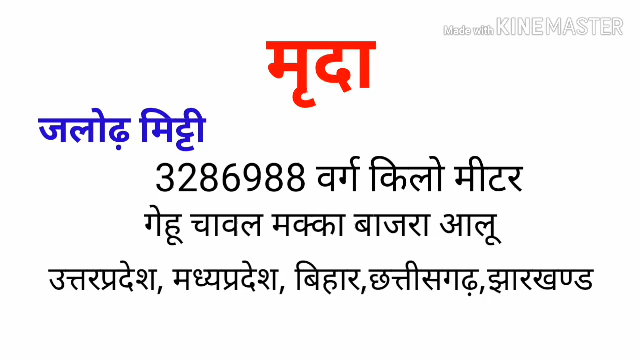 Made with KINEMASTER
मृदा
जलोढ़ मिट्टी
3286988 वर्ग किलो मीटर
गेहू चावल मक्का बाजरा आलू
उत्तरप्रदेश, मध्यप्रदेश, बिहार,छत्तीसगढ़,झारखण्ड